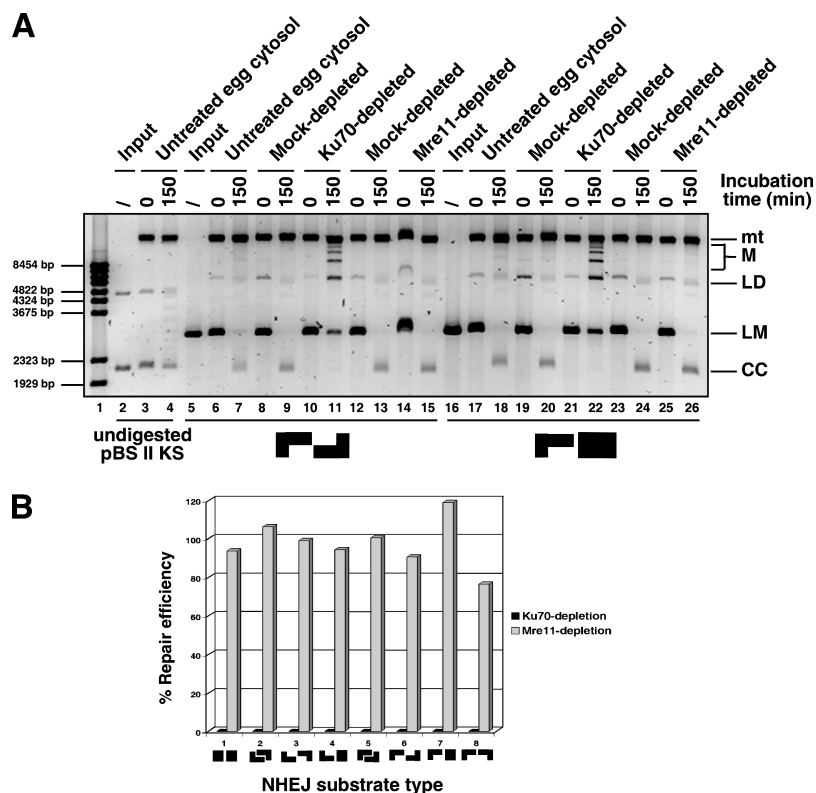 A
Input
Untreated egg cytosol
Input
Untreated egg cytosol
Mock-depleted
Ku70-depleted
Mock-depleted
Mre11-depleted
Input
Untreated egg cytosol
Mock-depleted
Ku70-depleted
Mock-depleted
Mre11-depleted
/ 0 150 / 0 150 0 150 0 150 0 150 0 150 / 0 150 0 150 0 150 0 150 0 150
Incubation
time (min)
mt
M
8454 bp
LD
4822 bp
4324 bp
3675 bp
LM
2323 bp
CC
1929 bp
1 2 3 4 5 6 7 8 9 10 11 12 13 14 15 16 17 18 19 20 21 22 23 24 25 26
undigested
pBS II KS
B
% Repair efficiency
120
100
80
60
40
20
0
Ku70-depletion
Mre11-depletion
1 2 3 4 5 6 7 8
NHEJ substrate type